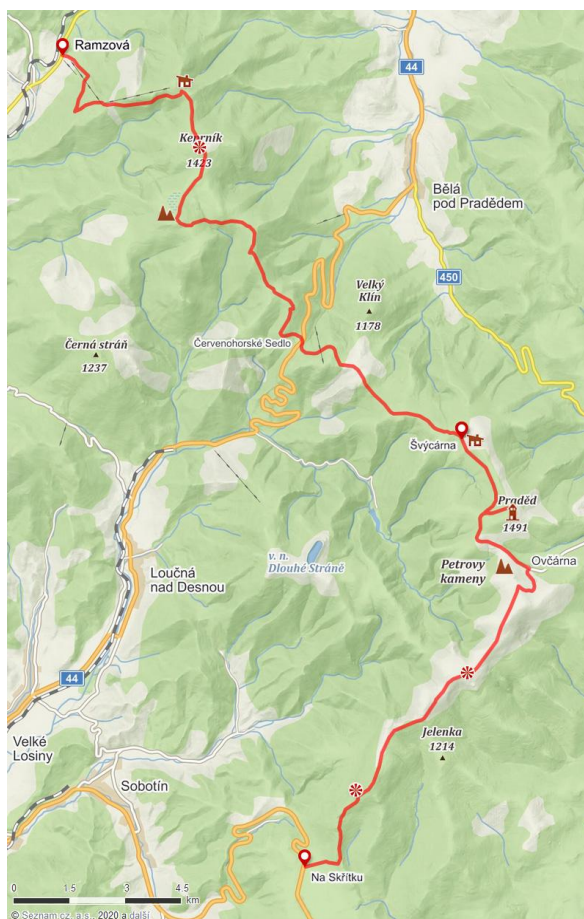 Ramzová
44
Keprník
1423
Bělá
pod Pradědem
450
Velký
Klín
1178
Červenohorské Sedlo
Černá stráň
1237
Švýcárna
Praděd
1491
Ovčárna
Petrovy
kameny
v. n.
Dlouhé Stráně
Loučná
nad Desnou
44
Jelenka
1214
Velké
Losiny
Sobotín
Na Skřítku
0 1.5 3 4.5
km
© Seznam.cz, a.s., 2020 a další